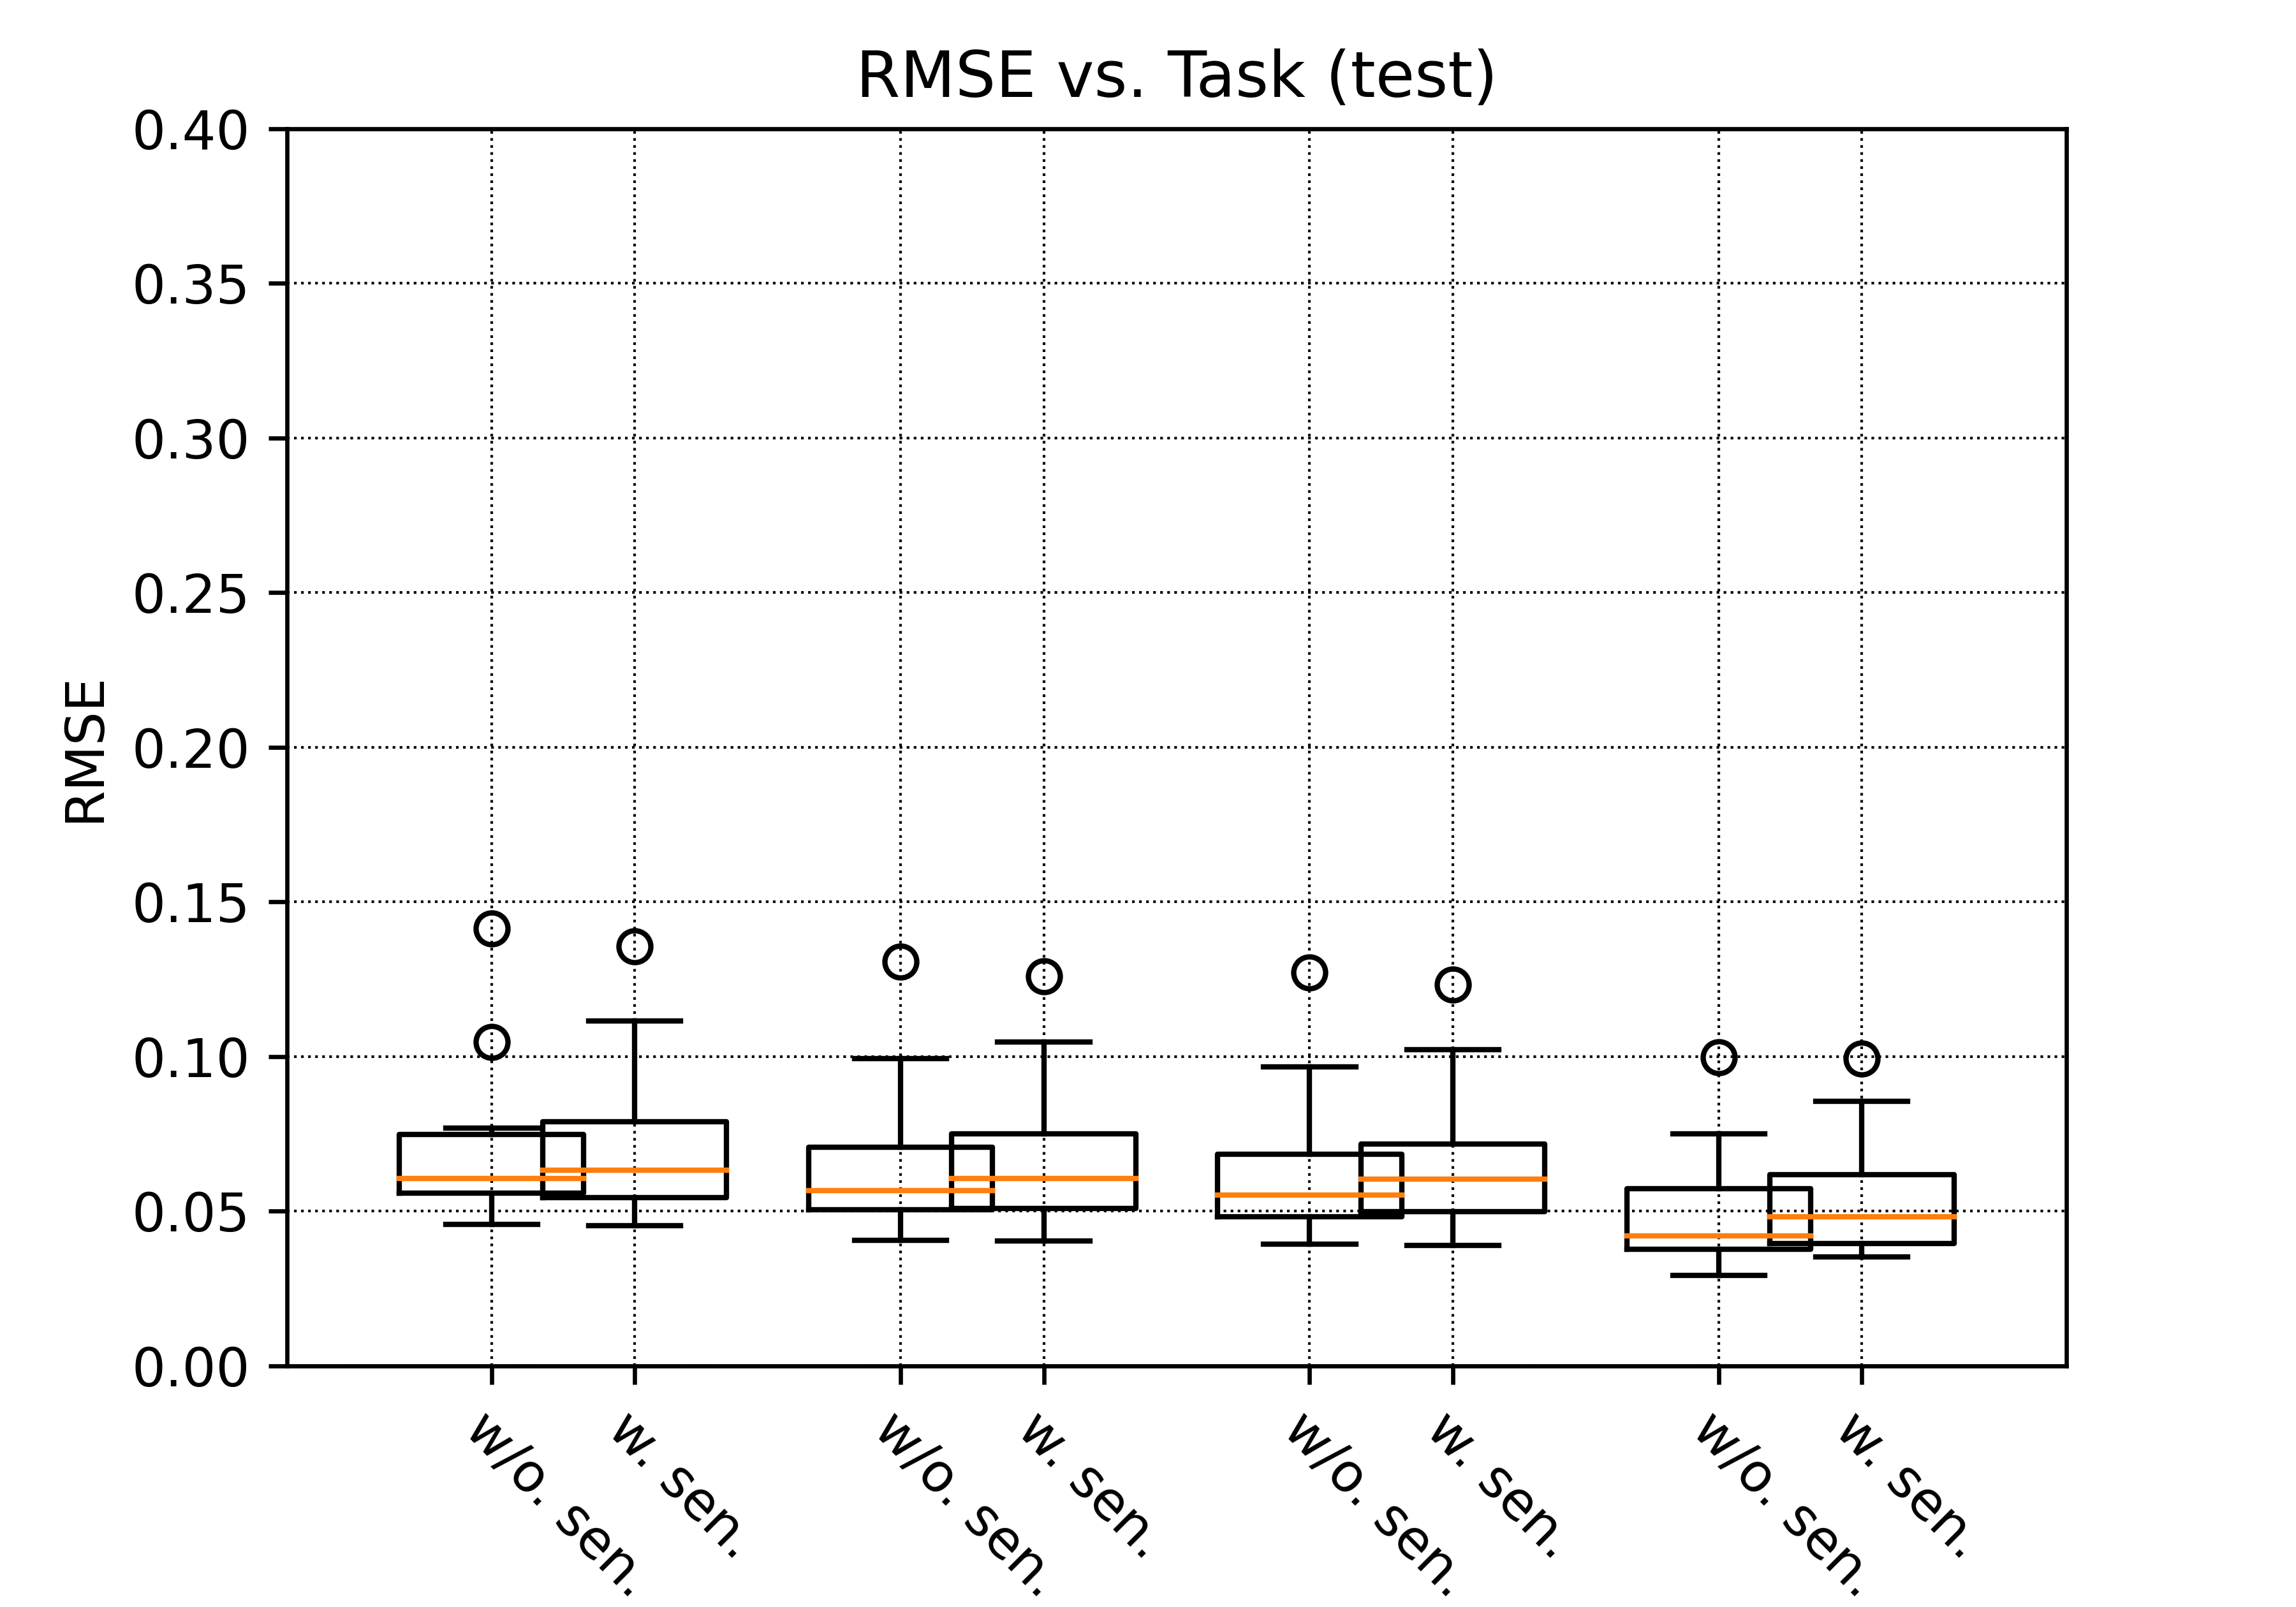 RMSE vs. Task (test)
0.40
0.35
0.30
0.25
0.20
0.15
0.10
0.05
0.00
RMSE
w/o. sen.
w. sen.
w/o. sen.
w. sen.
w/o. sen.
w. sen.
w/o. sen.
w. sen.